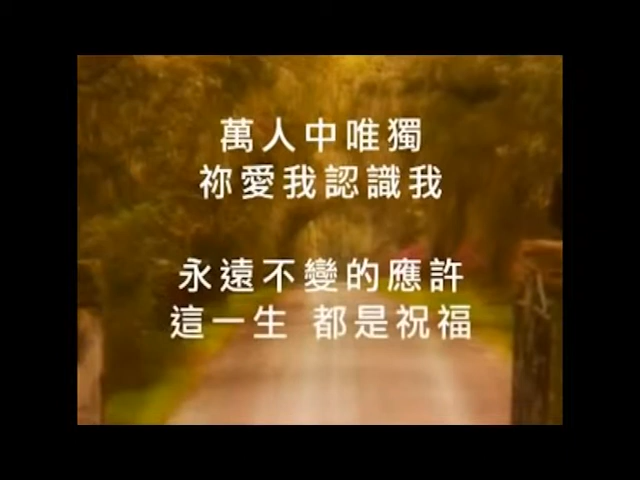 萬人中唯獨
祢愛我認識我
永遠不變的應許
這一生 都是祝福